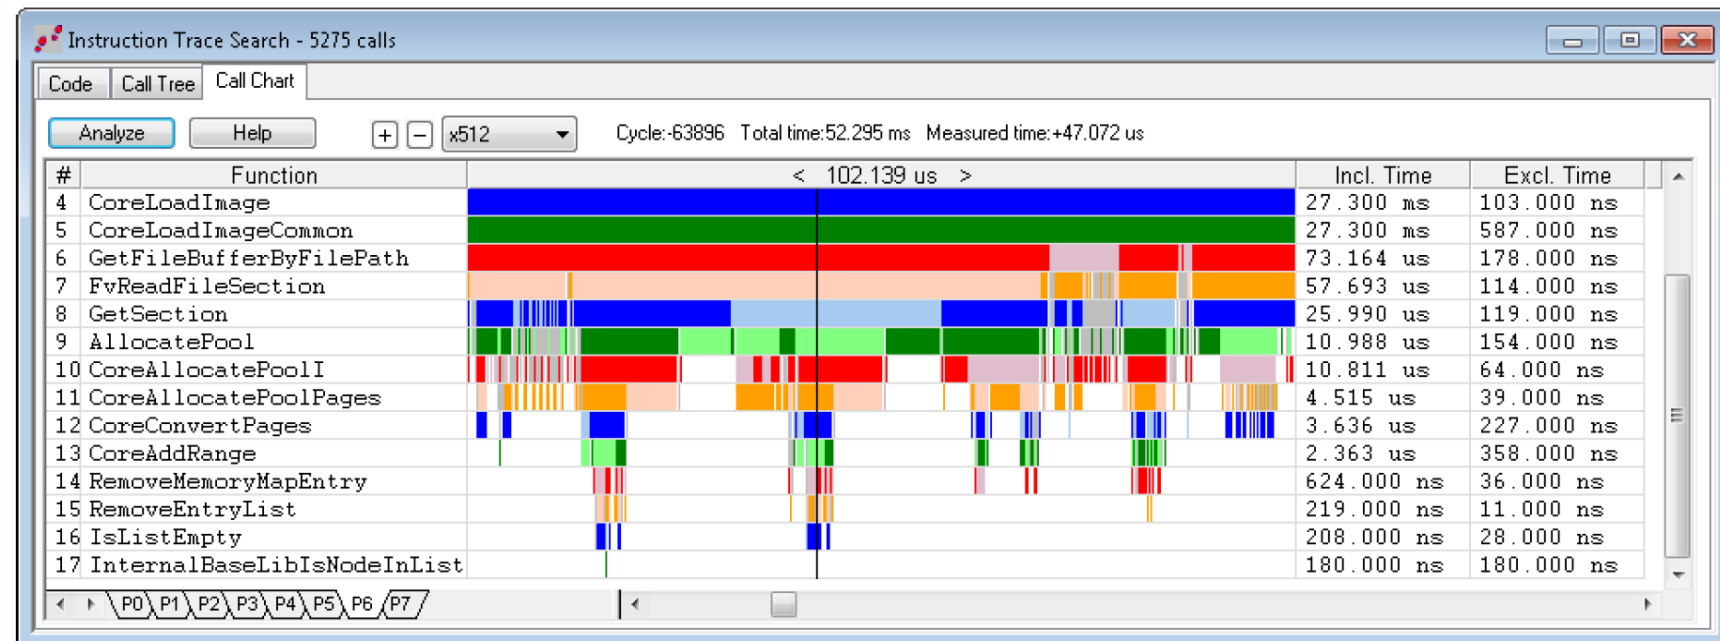 Instruction Trace Search - 5275 calls
Code Call Tree Call Chart
Analyze Help + − x512 Cycle:-63896 Total time:52.295 ms Measured time:+47.072 us
# Function < 102.139 us > Incl. Time Excl. Time
4 CoreLoadImage 27.300 ms 103.000 ns
5 CoreLoadImageCommon 27.300 ms 587.000 ns
6 GetFileBufferByFilePath 73.164 us 178.000 ns
7 FvReadFileSection 57.693 us 114.000 ns
8 GetSection 25.990 us 119.000 ns
9 AllocatePool 10.988 us 154.000 ns
10 CoreAllocatePoolI 10.811 us 64.000 ns
11 CoreAllocatePoolPages 4.515 us 39.000 ns
12 CoreConvertPages 3.636 us 227.000 ns
13 CoreAddRange 2.363 us 358.000 ns
14 RemoveMemoryMapEntry 624.000 ns 36.000 ns
15 RemoveEntryList 219.000 ns 11.000 ns
16 IsListEmpty 208.000 ns 28.000 ns
17 InternalBaseLibIsNodeInList 180.000 ns 180.000 ns
P0 P1 P2 P3 P4 P5 P6 P7